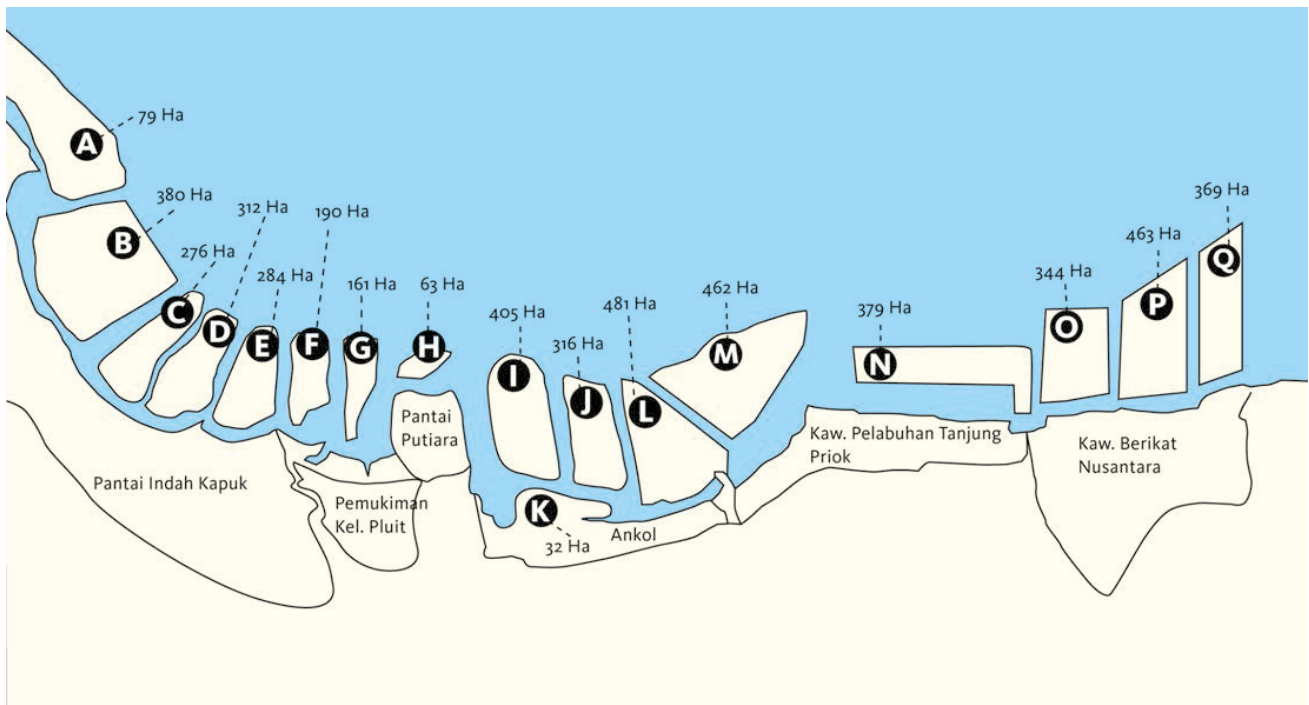 79 Ha
A
380 Ha
B
312 Ha
190 Ha
276 Ha
284 Ha
161 Ha
63 Ha
C
D
E
F
G
H
405 Ha
316 Ha
481 Ha
462 Ha
I
J
L
M
379 Ha
N
344 Ha
O
463 Ha
P
369 Ha
Q
K
32 Ha
Pantai Indah Kapuk
Pemukiman
Kel. Pluit
Pantai
Putiara
Ankol
Kaw. Pelabuhan Tanjung
Priok
Kaw. Berikat
Nusantara